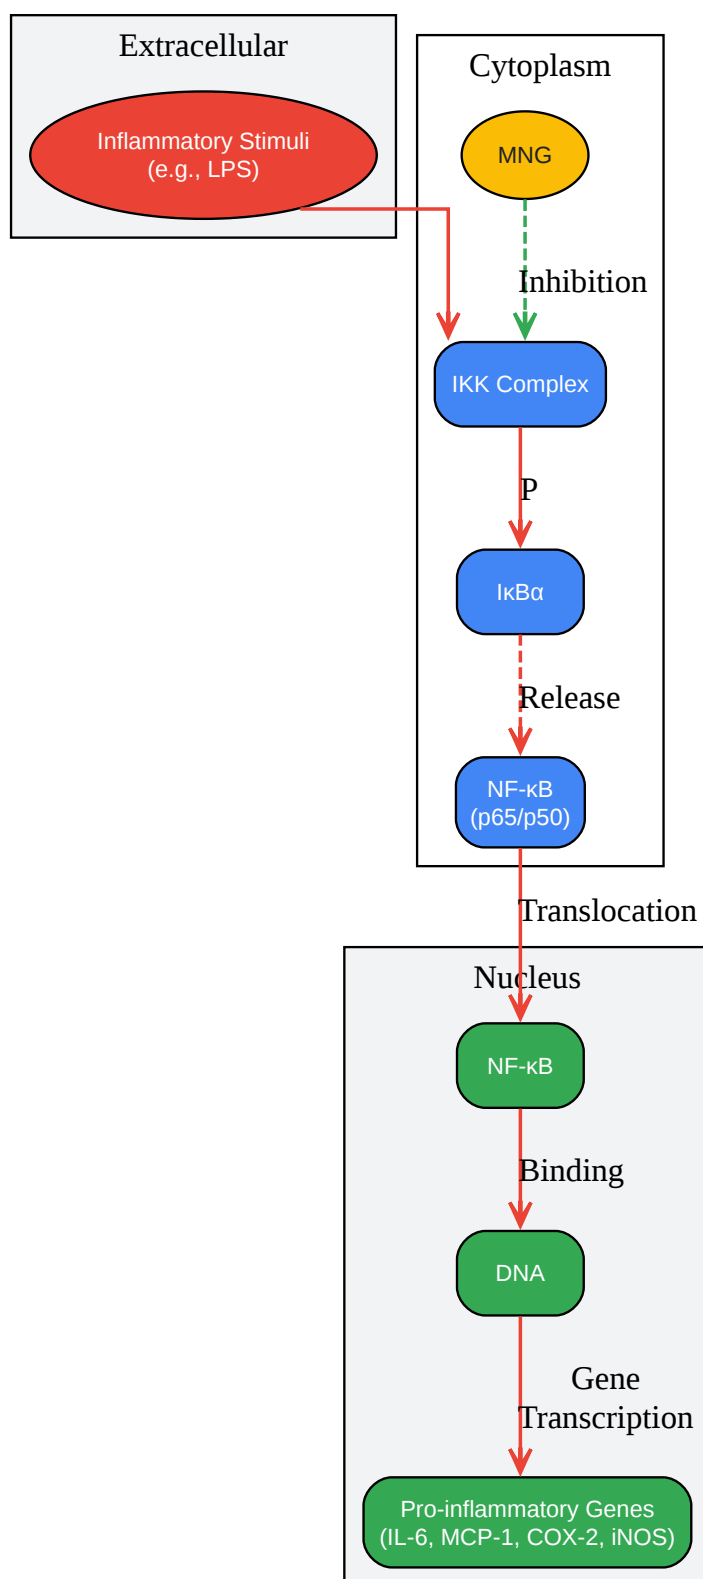 Extracellular
Inflammatory Stimuli
(e.g., LPS)
Cytoplasm
MNG
Inhibition
IKK Complex
P
IκBα
Release
NF-κB
(p65/p50)
Translocation
Nucleus
NF-κB
Binding
DNA
Gene
Transcription
Pro-inflammatory Genes
(IL-6, MCP-1, COX-2, iNOS)